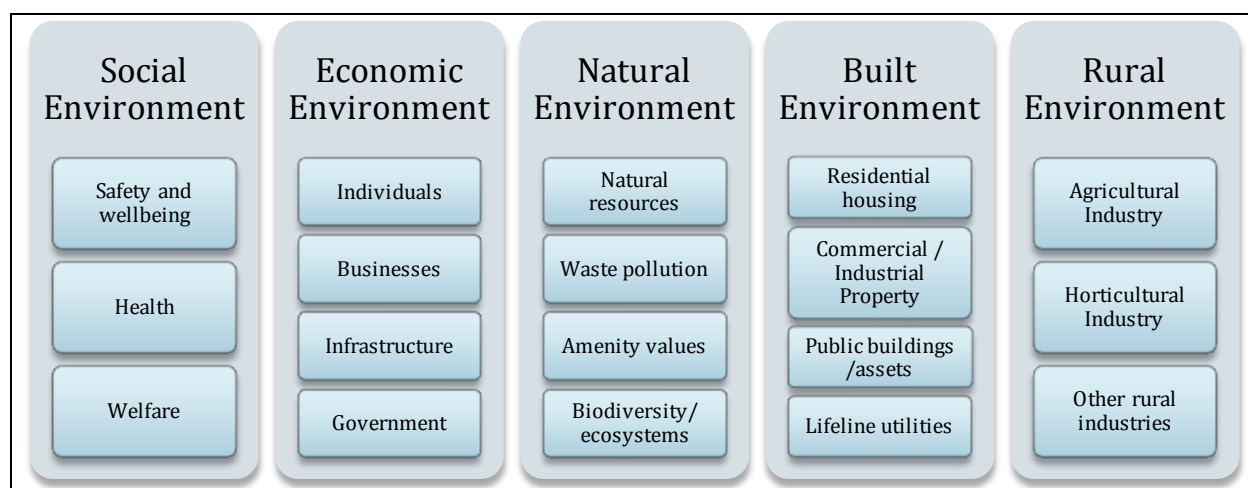 Social
Environment
Safety and
wellbeing
Health
Welfare
Economic
Environment
Individuals
Businesses
Infrastructure
Government
Natural
Environment
Natural
resources
Waste pollution
Amenity values
Biodiversity/
ecosystems
Built
Environment
Residential
housing
Commercial /
Industrial
Property
Public buildings
/assets
Lifeline utilities
Rural
Environment
Agricultural
Industry
Horticultural
Industry
Other rural
industries